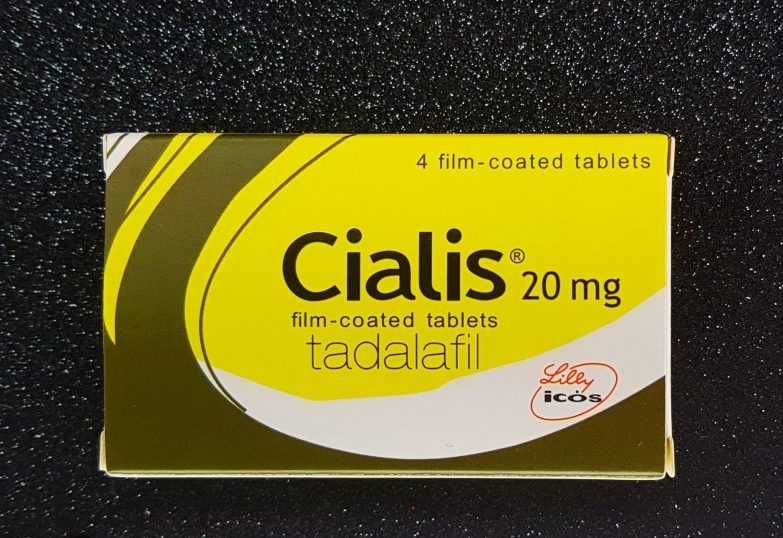 4 film-coated tablets
Cialis® 20 mg
film-coated tablets
tadalafil
Lilly
icos